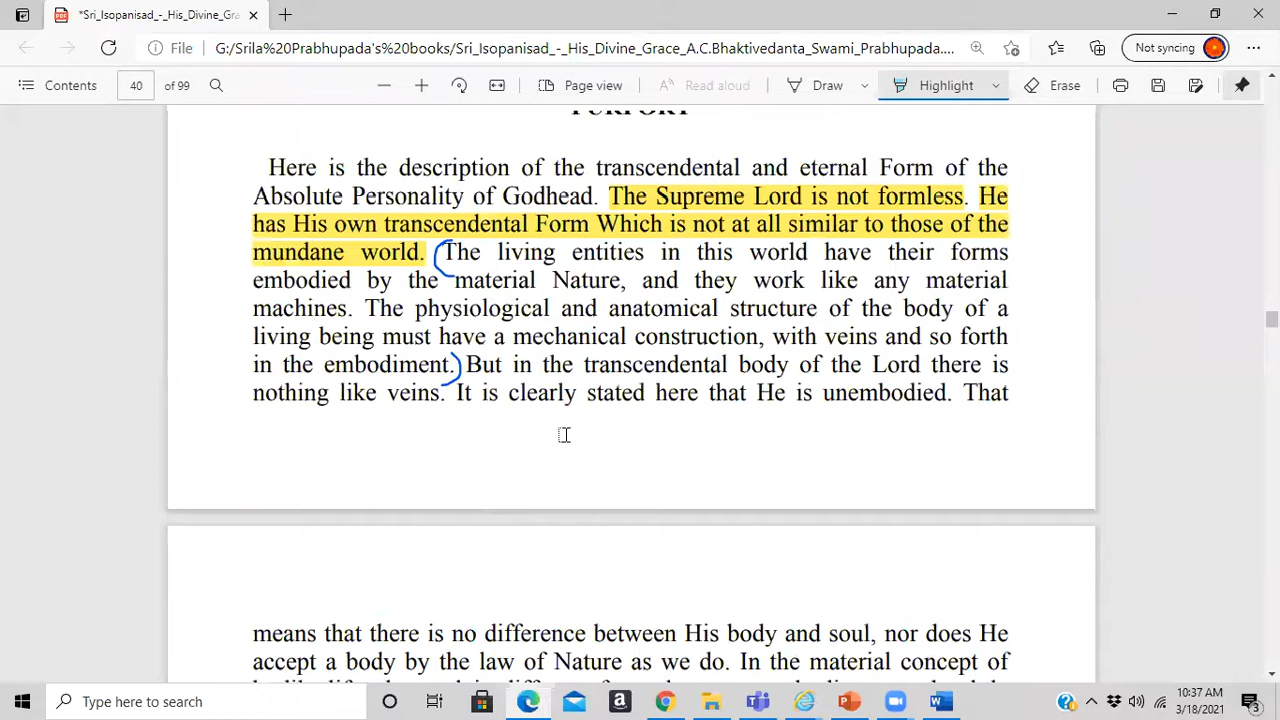 *Sri_Isopanisad_-_His_Divine_Gra
File G:/Srila%20Prabhupada's%20books/Sri_Isopanisad_-_His_Divine_Grace_A.C.Bhaktivedanta_Swami_Prabhupada....
Not syncing
Contents 40 of 99 Page view Read aloud Draw Highlight Erase
PURPORT
Here is the description of the transcendental and eternal Form of the
Absolute Personality of Godhead. The Supreme Lord is not formless. He
has His own transcendental Form Which is not at all similar to those of the
mundane world. (The living entities in this world have their forms
embodied by the material Nature, and they work like any material
machines. The physiological and anatomical structure of the body of a
living being must have a mechanical construction, with veins and so forth
in the embodiment.) But in the transcendental body of the Lord there is
nothing like veins. It is clearly stated here that He is unembodied. That
means that there is no difference between His body and soul, nor does He
accept a body by the law of Nature as we do. In the material concept of
Type here to search
10:37 AM
3/18/2021
3